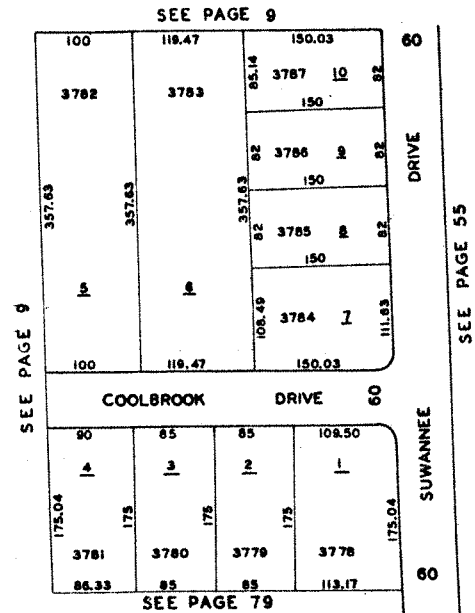 SEE PAGE 9
100 119.47 150.03 60
3782 3783 85.14 3787 10 82
150
357.63 357.63 357.63 82 3786 9 82 DRIVE
150
82 3785 8 82
150
5 6 108.49 3784 7 111.83
SEE PAGE 9
SEE PAGE 55
100 119.47 150.03
COOLBROOK DRIVE 60
90 85 85 109.50
4 3 2 1
175.04 175 175 175 175.04
SUWANNEE
3781 3780 3779 3778
86.33 85 85 113.17 60
SEE PAGE 79